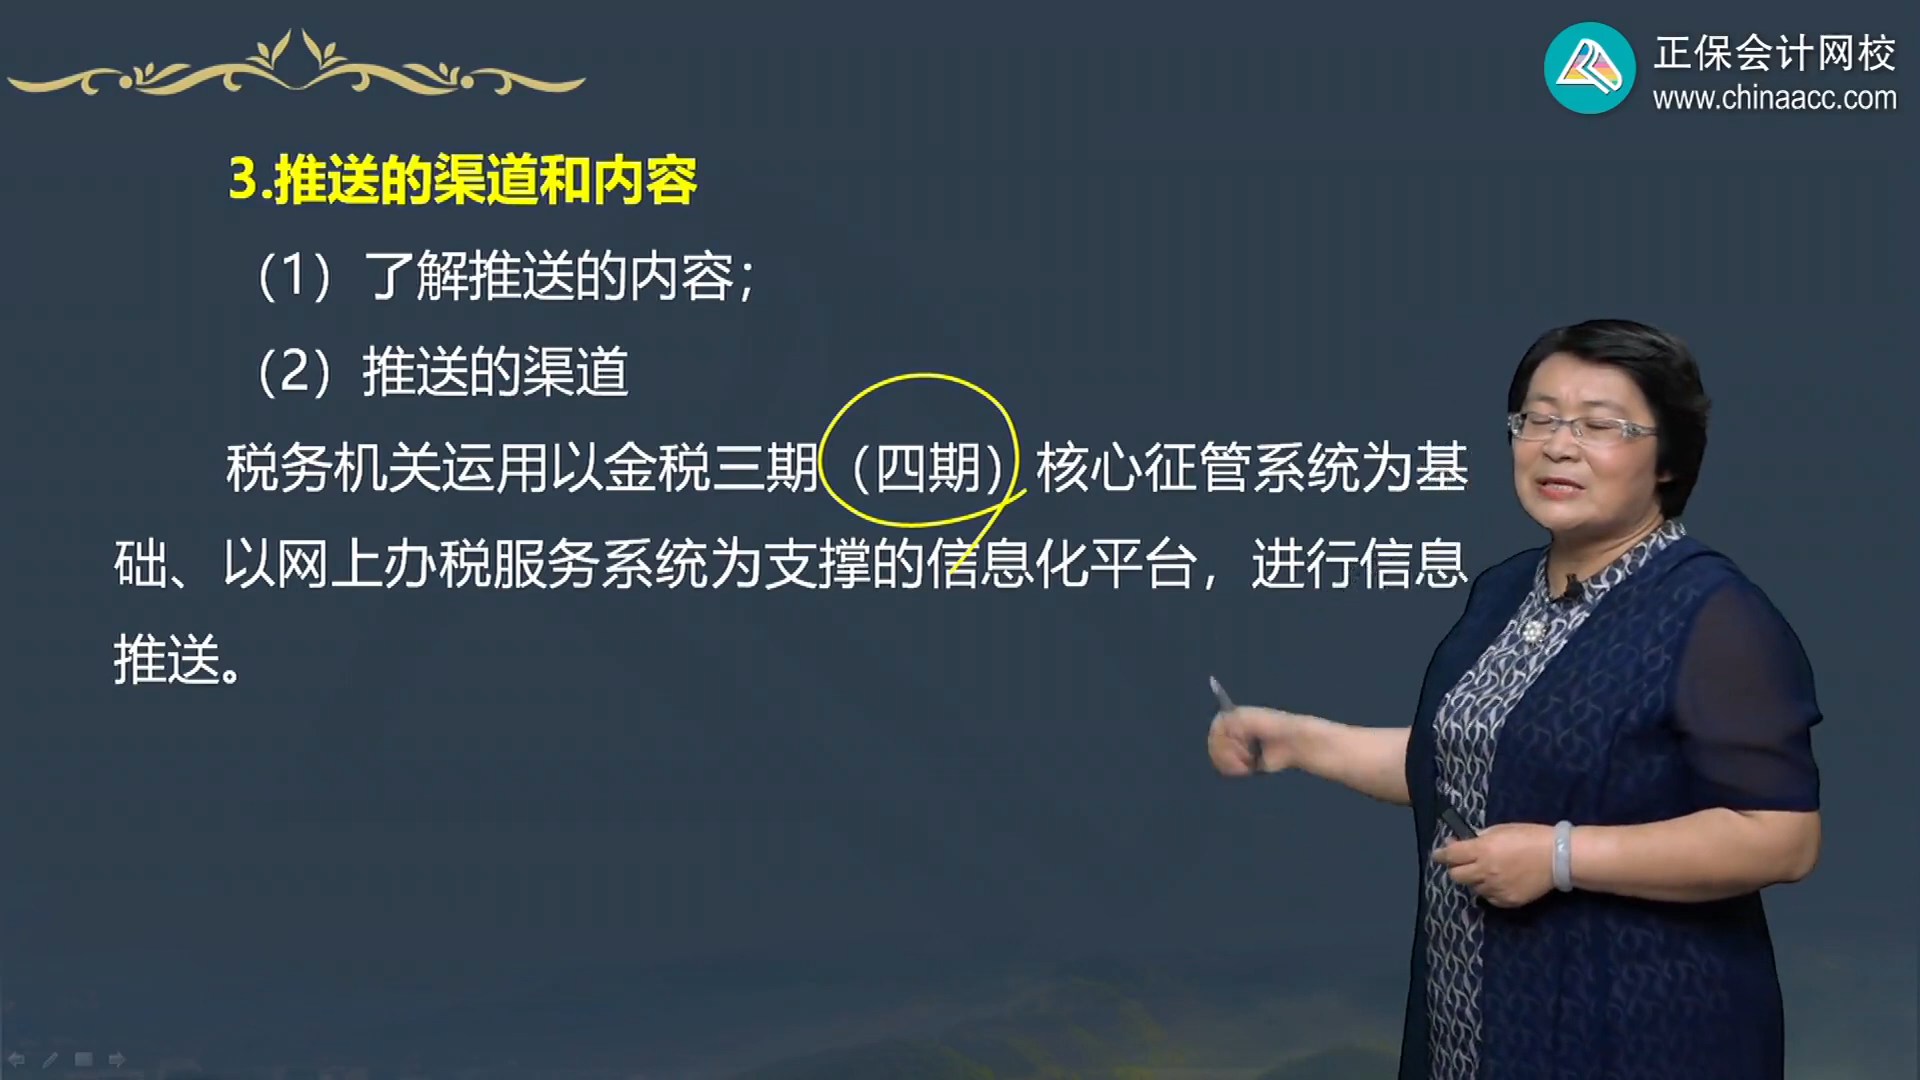 正保会计网校
www.chinaacc.com
3.推送的渠道和内容
（1）了解推送的内容；
（2）推送的渠道
税务机关运用以金税三期（四期）核心征管系统为基
础、以网上办税服务系统为支撑的信息化平台，进行信息
推送。